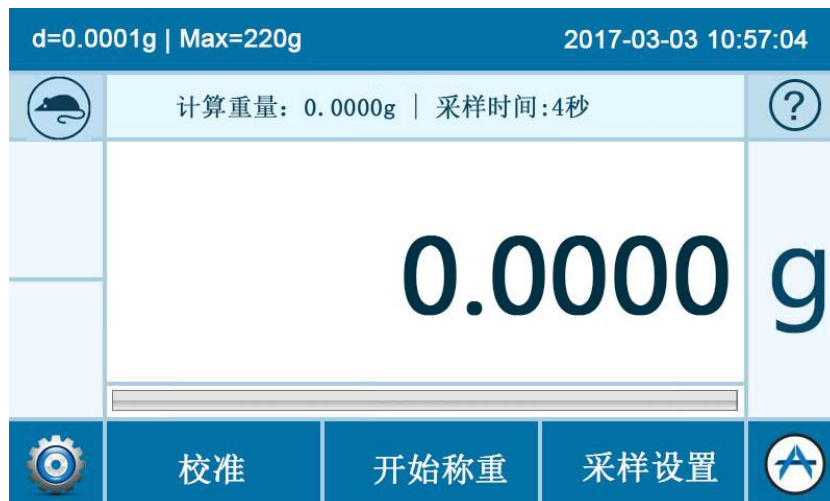 d=0.0001g | Max=220g 2017-03-03 10:57:04
计算重量：0.0000g | 采样时间:4秒
?
0.0000 g
校准 开始称重 采样设置